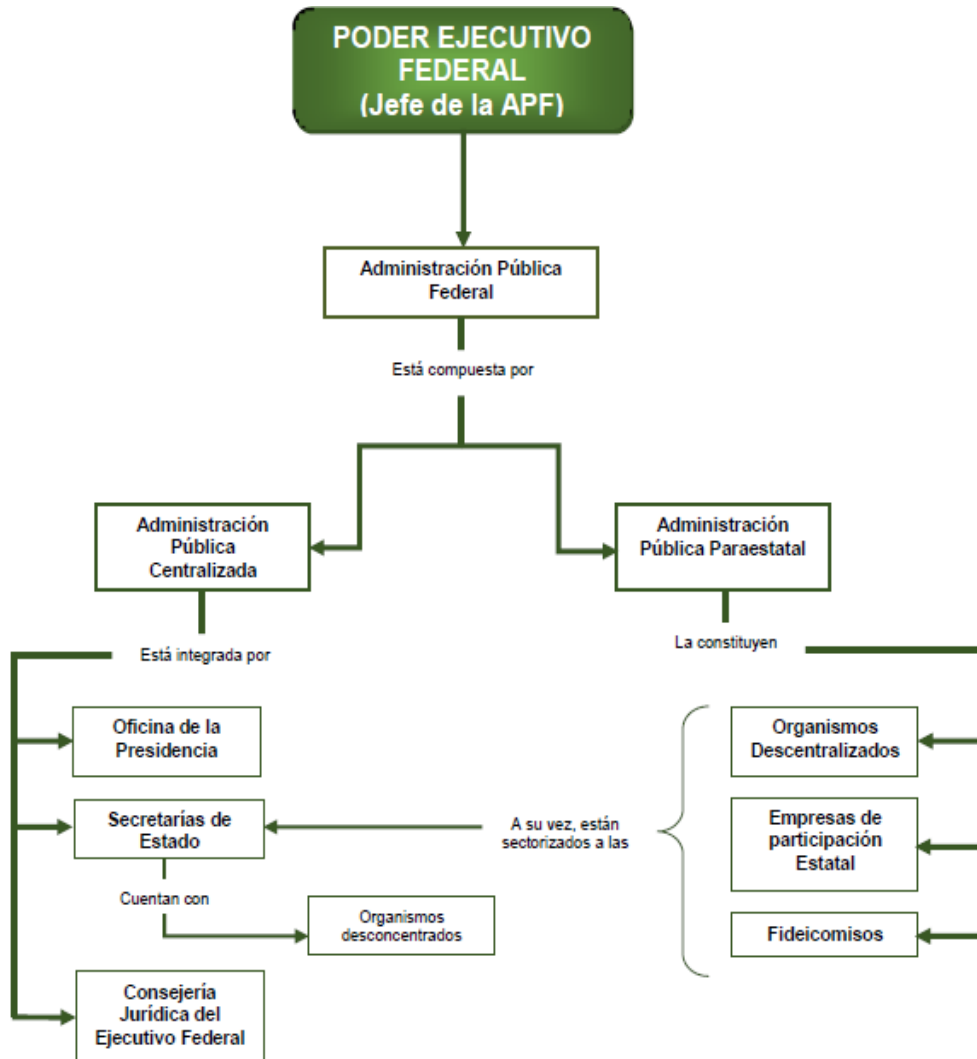 PODER EJECUTIVO
FEDERAL
(Jefe de la APF)
Administración Pública
Federal
Está compuesta por
Administración
Pública
Centralizada
Administración
Pública Paraestatal
Está integrada por
La constituyen
Oficina de la
Presidencia
Organismos
Descentralizados
Secretarías de
Estado
A su vez, están
sectorizados a las
Empresas de
participación
Estatal
Cuentan con
Organismos
desconcentrados
Fideicomisos
Consejería
Jurídica del
Ejecutivo Federal